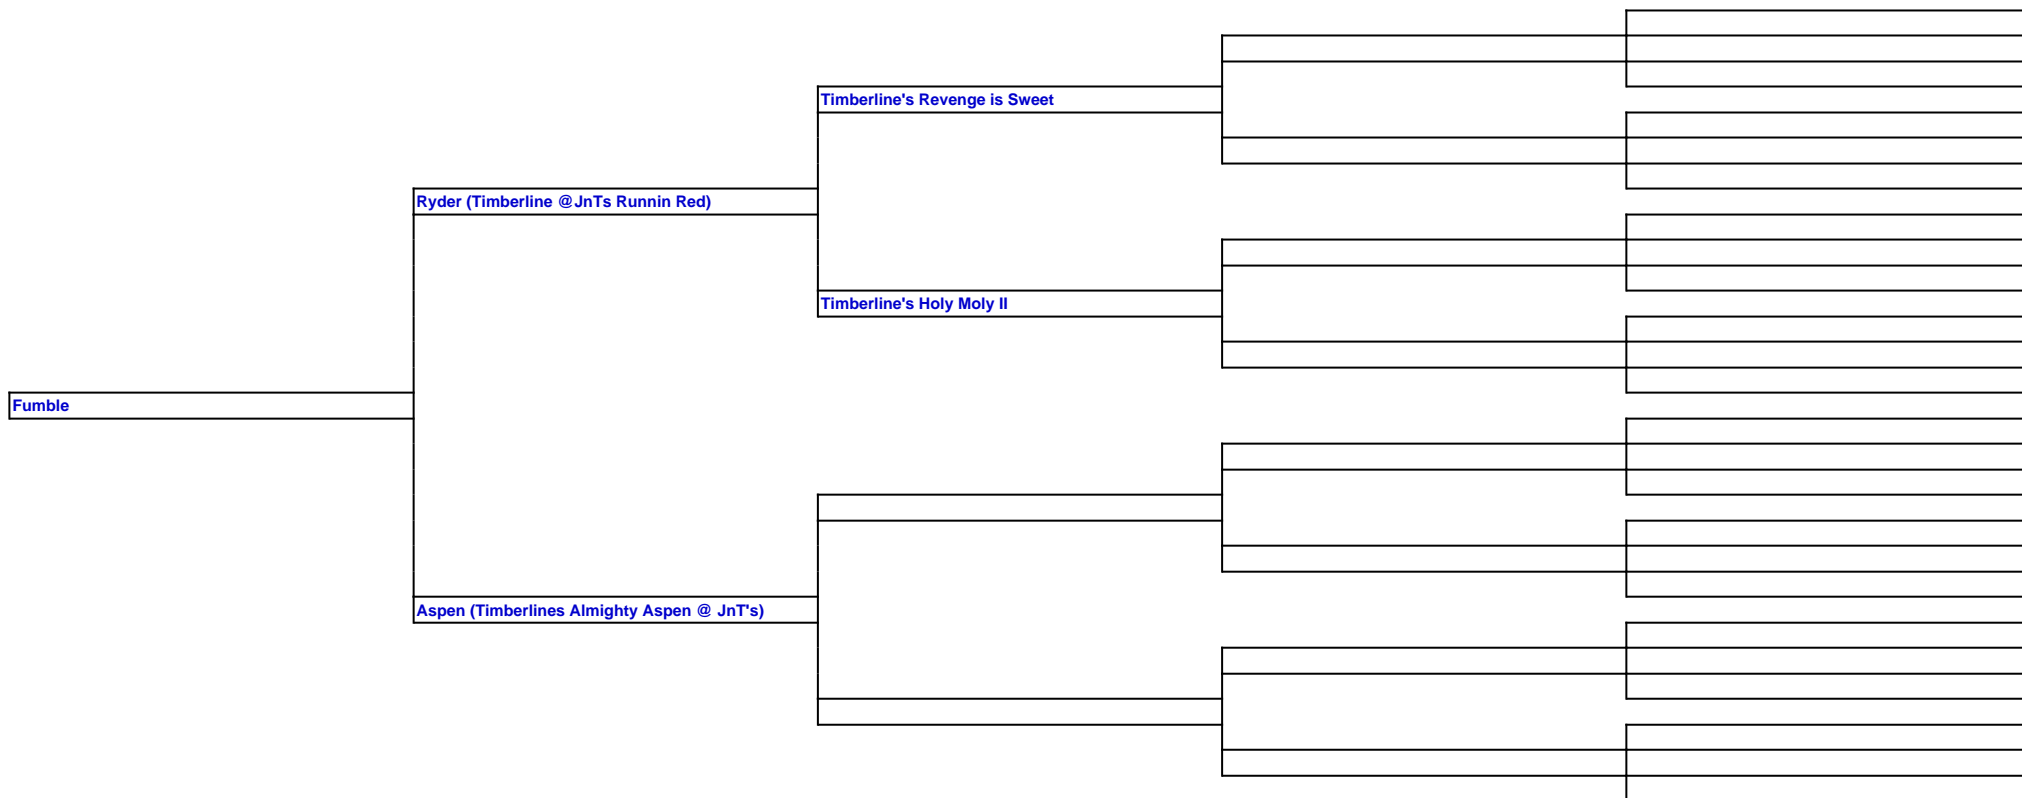 Timberline's Revenge is Sweet
Ryder (Timberline @JnTs Runnin Red)
Timberline's Holy Moly II
Fumble
Aspen (Timberlines Almighty Aspen @ JnT's)